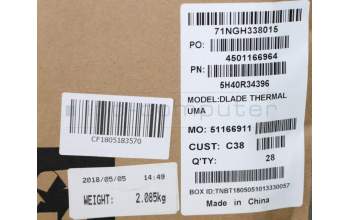 71NGH338015
PO:
4501166964
PN:
5H40R34396
MODEL:DLADE THERMAL
UMA
MO: 51166911
CUST: C38
Q'TY: 28
BOX ID:TNBT1805051013330057
Made in China
CF1805183570
2018/05/05 14:49
WEIGHT: 2.085kg